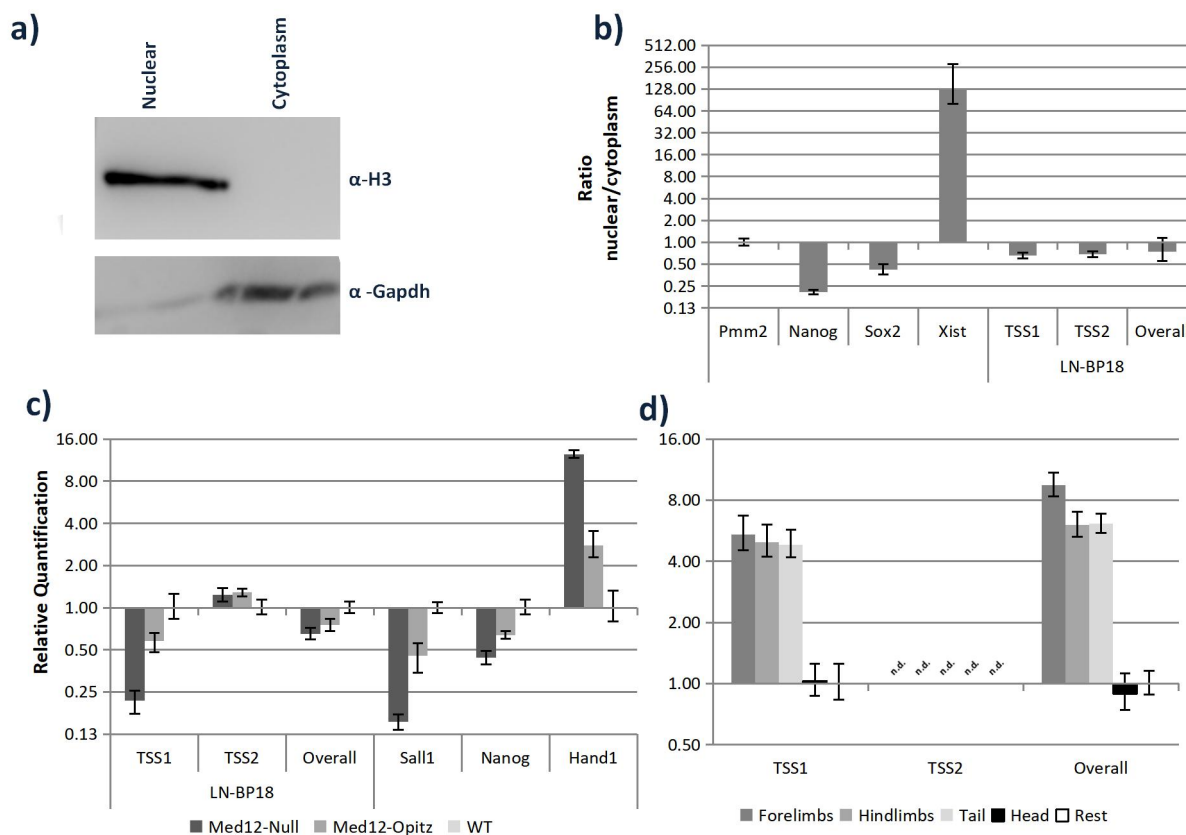 a)
Nuclear
Cytoplasm
α-H3
α -Gapdh
b)
Ratio
nuclear/cytoplasm
512.00
256.00
128.00
64.00
32.00
16.00
8.00
4.00
2.00
1.00
0.50
0.25
0.13
Pmm2 Nanog Sox2 Xist TSS1 TSS2 Overal
LN-BP18
c)
Relative Quantification
16.00
8.00
4.00
2.00
1.00
0.50
0.25
0.13
TSS1 TSS2 Overall Sall1 Nanog Hand1
LN-BP18
Med12-Null Med12-Opitz WT
d)
16.00
8.00
4.00
2.00
1.00
0.50
n.d. n.d. n.d. n.d. n.d.
TSS1 TSS2 Overall
Forelimbs Hindlimbs Tail Head Rest